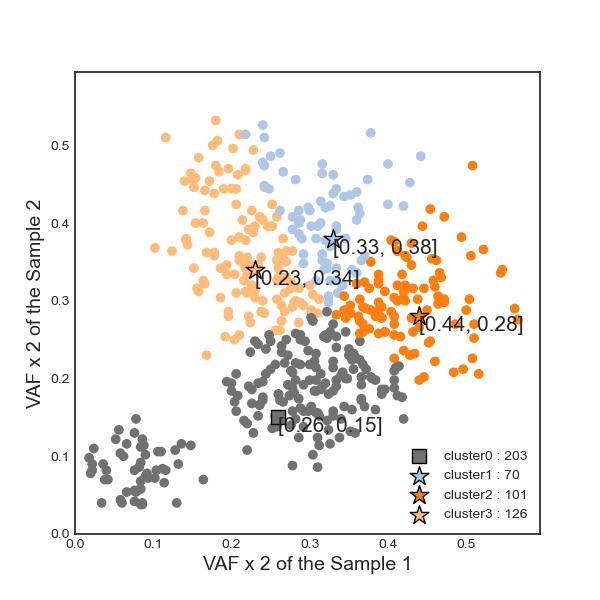 VAF x 2 of the Sample 2
0.5
0.4
0.3
0.2
0.1
0.0
[0.33, 0.38]
[0.23, 0.34]
[0.44, 0.28]
[0.26, 0.15]
cluster0 : 203
cluster1 : 70
cluster2 : 101
cluster3 : 126
0.0 0.1 0.2 0.3 0.4 0.5
VAF x 2 of the Sample 1